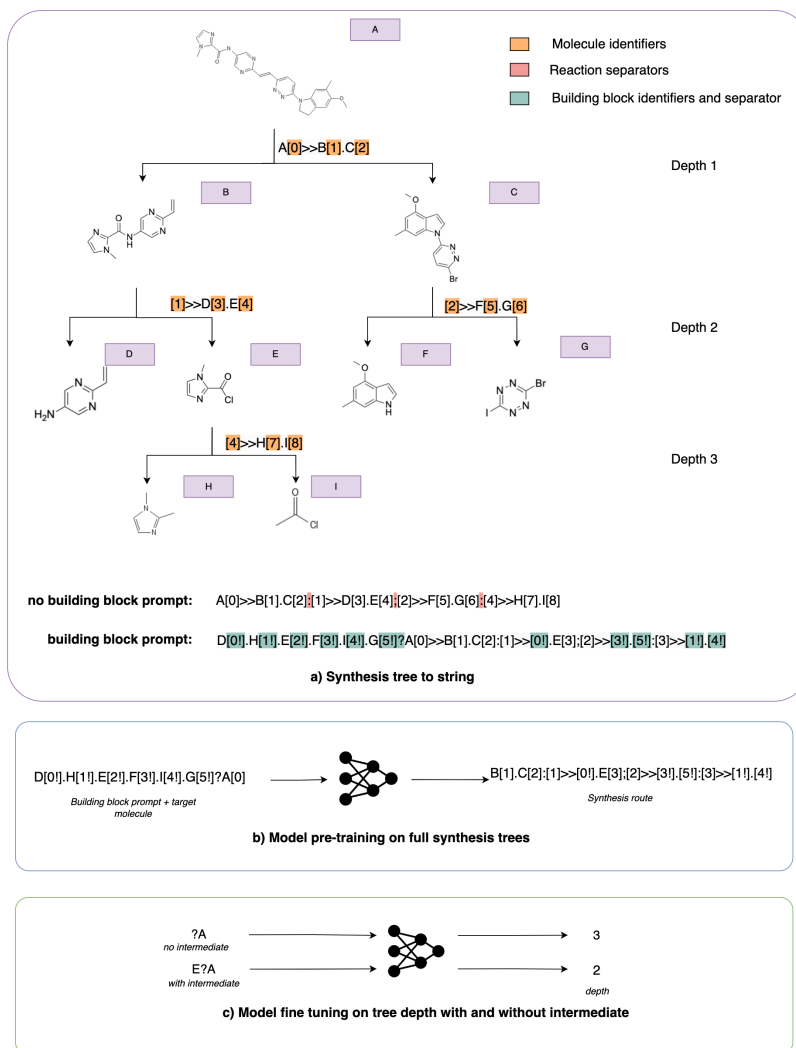 A
Molecule identifiers
Reaction separators
Building block identifiers and separator
A[0]>>B[1].C[2]
Depth 1
B
C
[1]>>D[3].E[4]
[2]>>F[5].G[6]
Depth 2
D
E
F
G
[4]>>H[7].I[8]
Depth 3
H
I
no building block prompt: A[0]>>B[1].C[2]:[1]>>D[3].E[4];[2]>>F[5].G[6]:[4]>>H[7].I[8]
building block prompt: D[0!].H[1!].E[2!].F[3!].I[4!].G[5!]?A[0]>>B[1].C[2]:[1]>>[0!].E[3];[2]>>[3!].[5!]:[3]>>[1!].[4!]
a) Synthesis tree to string
D[0!].H[1!].E[2!].F[3!].I[4!].G[5!]?A[0]
B[1].C[2]:[1]>>[0!].E[3];[2]>>[3!].[5!]:[3]>>[1!].[4!]
Building block prompt + target
molecule
Synthesis route
b) Model pre-training on full synthesis trees
?A
no intermediate
3
E?A
with intermediate
2
depth
c) Model fine tuning on tree depth with and without intermediate